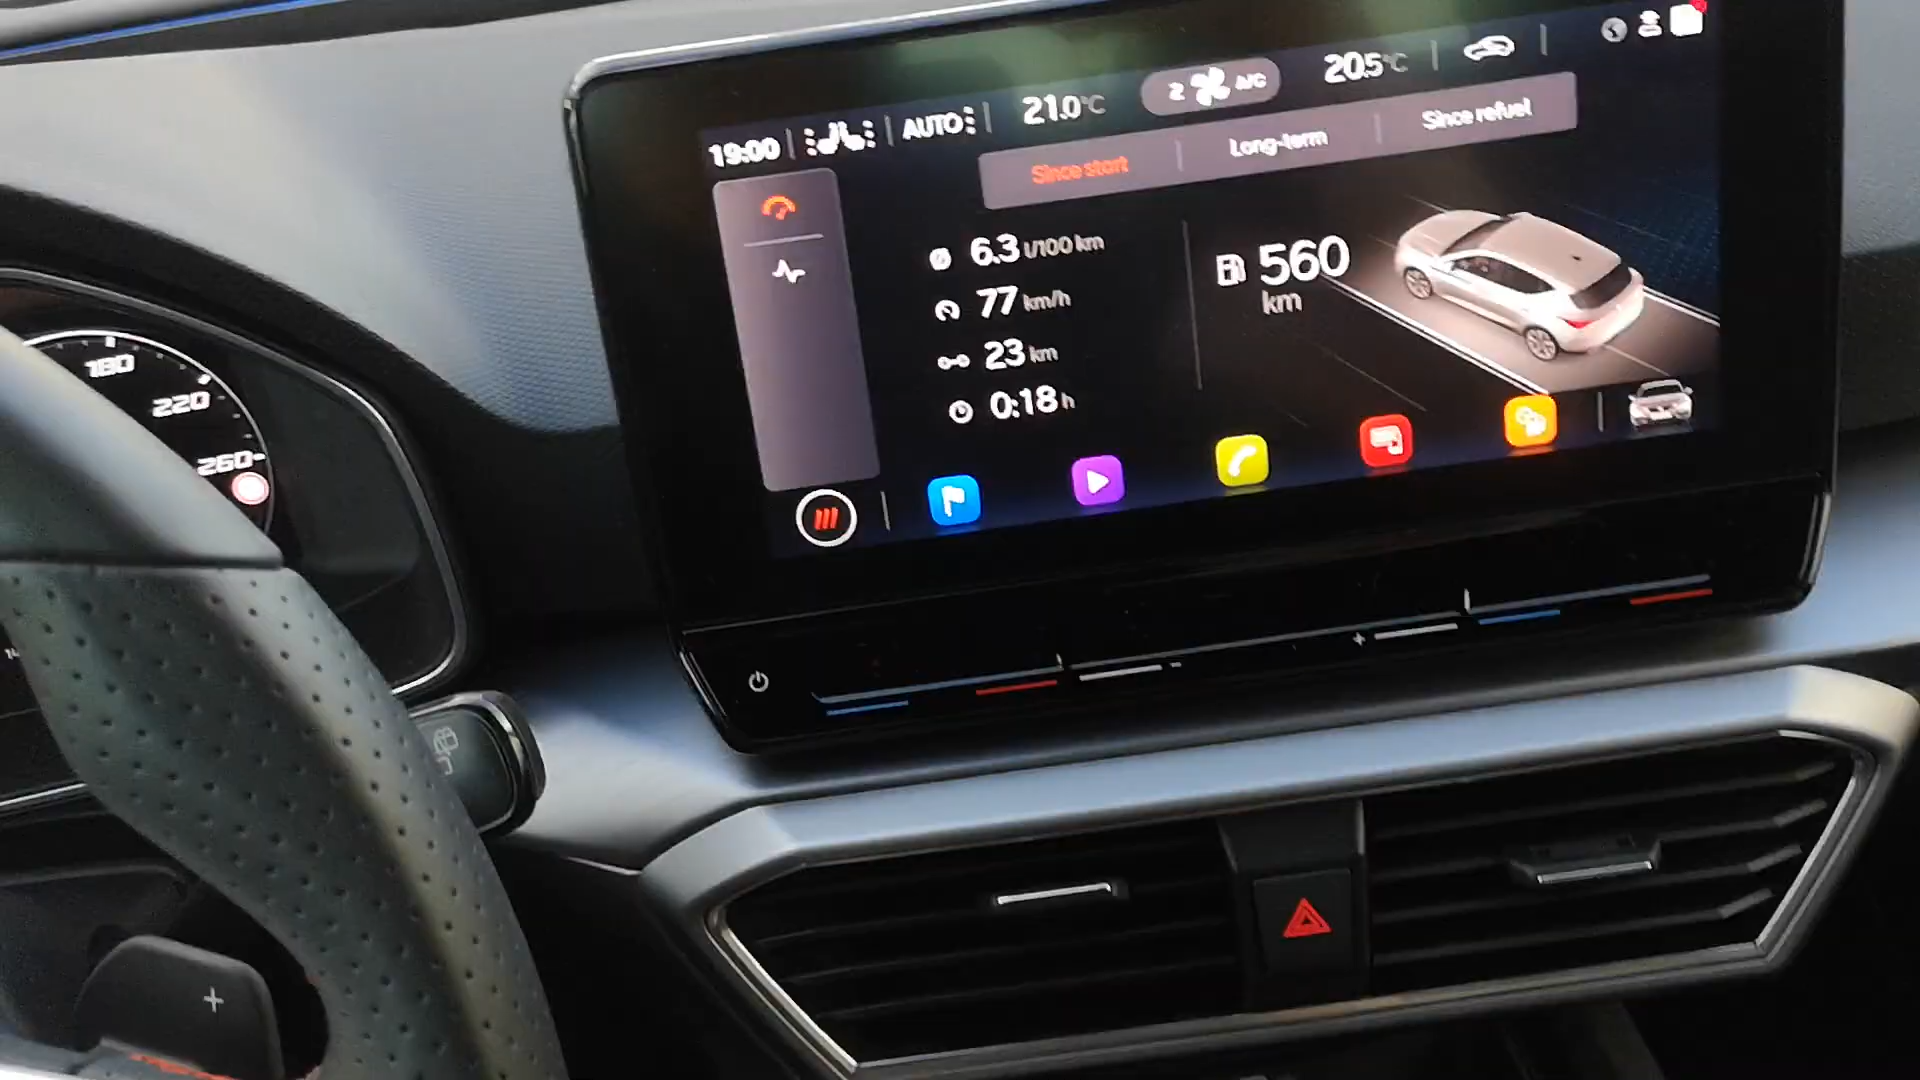 19:00 AUTO 21.0°C 2 A/C 20.5°C
Since start Long-term Since refuel
6.3 l/100 km
77 km/h
23 km
0:18 h
560
km
180
220
260
+
-
+